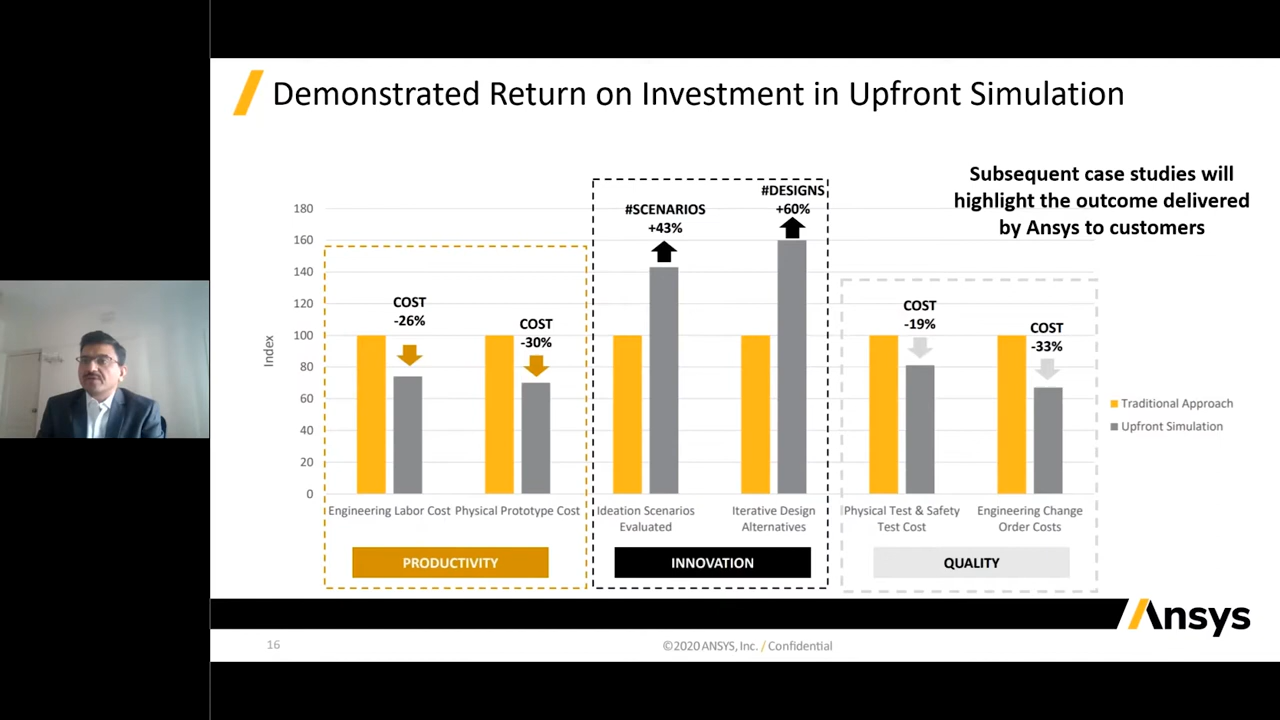 Demonstrated Return on Investment in Upfront Simulation
Subsequent case studies will
highlight the outcome delivered
by Ansys to customers
Index
180
160
140
120
100
80
60
40
20
0
COST
-26%
COST
-30%
#SCENARIOS
+43%
#DESIGNS
+60%
COST
-19%
COST
-33%
Traditional Approach
Upfront Simulation
Engineering Labor Cost
Physical Prototype Cost
Ideation Scenarios
Evaluated
Iterative Design
Alternatives
Physical Test & Safety
Test Cost
Engineering Change
Order Costs
PRODUCTIVITY
INNOVATION
QUALITY
Ansys
16
©2020 ANSYS, Inc. / Confidential